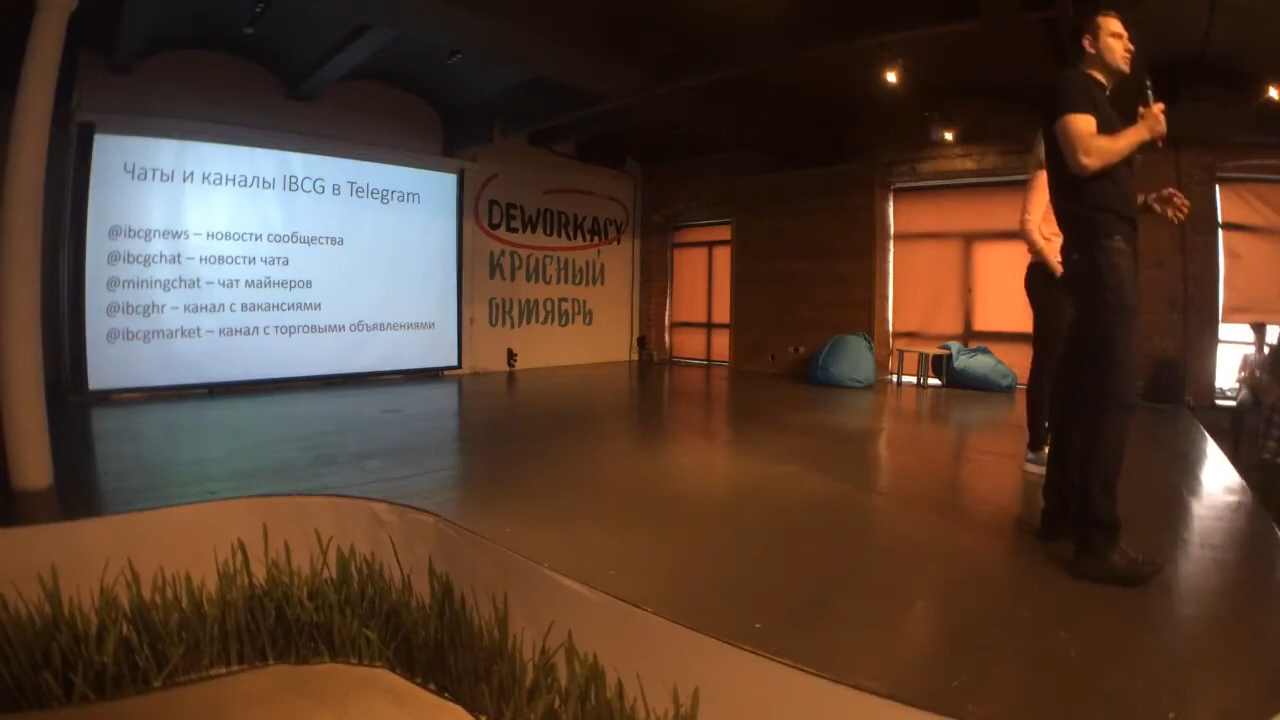 Чаты и каналы IBCG в Telegram
@ibcgnews – новости сообщества
@ibcgchat – новости чата
@miningchat – чат майнеров
@ibcghr – канал с вакансиями
@ibcgmarket – канал с торговыми объявлениями
DEWORKACY
КРАСНЫЙ
ОКТЯБРЬ